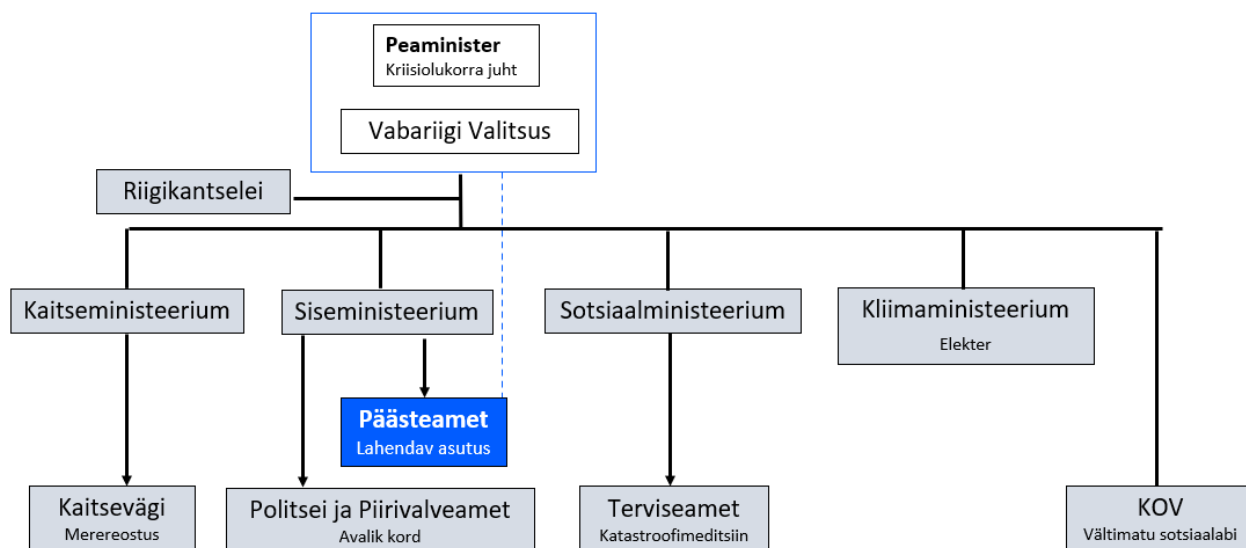 Peaminister
Kriisiolukorra juht
Vabariigi Valitsus
Riigikantselei
Kaitseministeerium
Siseministeerium
Sotsiaalministeerium
Kliimaministeerium
Elekter
Päästeamet
Lahendav asutus
Kaitsevägi
Merereostus
Politsei ja Piirivalveamet
Avalik kord
Terviseamet
Katastroofimeditsiin
KOV
Vältimatu sotsiaalabi